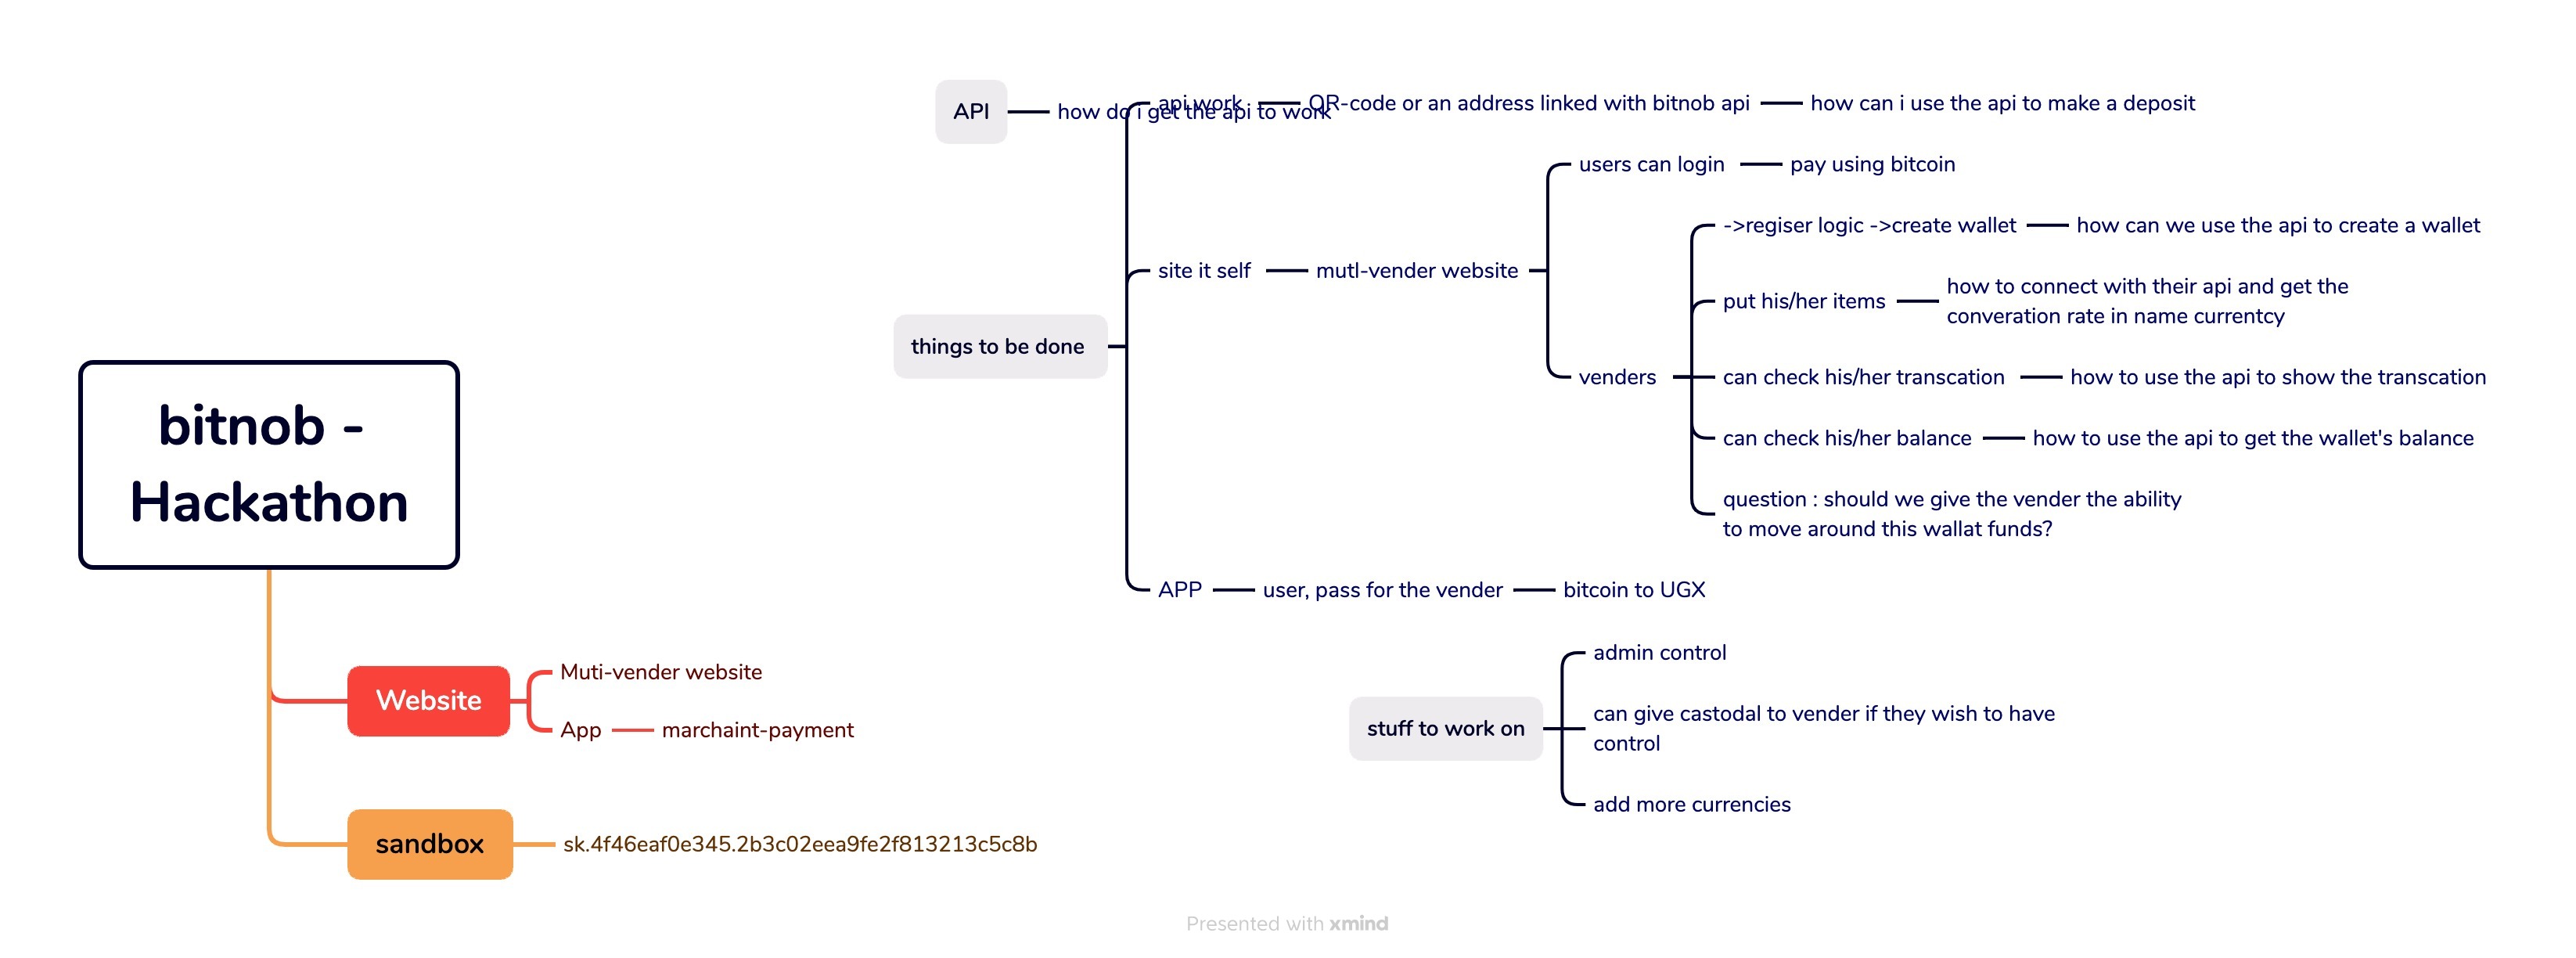 API
how do i get the api to work
api work
QR-code or an address linked with bitnob api
how can i use the api to make a deposit
users can login
pay using bitcoin
->regiser logic ->create wallet
how can we use the api to create a wallet
site it self
mutl-vender website
put his/her items
how to connect with their api and get the
converation rate in name currentcy
things to be done
venders
can check his/her transcation
how to use the api to show the transcation
can check his/her balance
how to use the api to get the wallet's balance
question : should we give the vender the ability
to move around this wallat funds?
bitnob -
Hackathon
APP
user, pass for the vender
bitcoin to UGX
Website
Muti-vender website
App
marchaint-payment
stuff to work on
admin control
can give castodal to vender if they wish to have
control
add more currencies
sandbox
sk.4f46eaf0e345.2b3c02eea9fe2f813213c5c8b
Presented with xmind